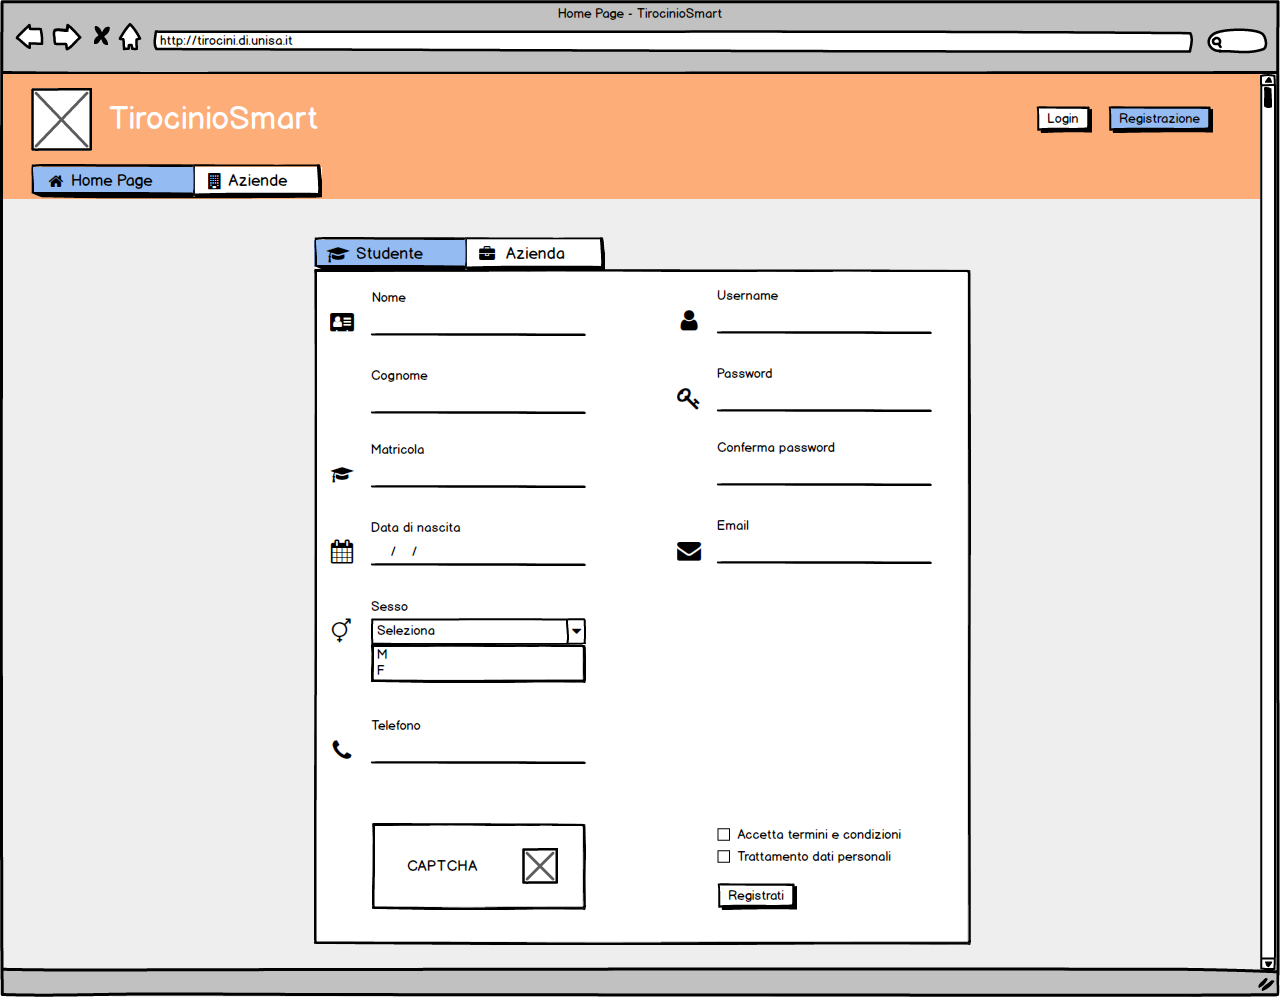 Home Page - TirocinioSmart
http://tirocini.di.unisa.it
TirocinioSmart
Login
Registrazione
Home Page
Aziende
Studente
Azienda
Nome
Cognome
Matricola
Data di nascita
/ /
Sesso
Seleziona
M
F
Telefono
CAPTCHA
Username
Password
Conferma password
Email
Accetta termini e condizioni
Trattamento dati personali
Registrati